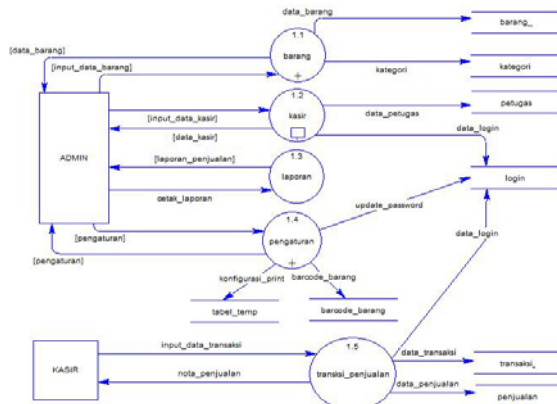 data_barang
barang_
1.1
barang
+
[data_barang]
[input_data_barang]
kategori
kategori
1.2
kasir
data_petugas
petugas
[input_data_kasir]
[data_kasir]
data_login
ADMIN
1.3
laporan
[laporan_penjualan]
cetak_laporan
login
update_password
data_login
1.4
pengaturan
+
[pengaturan]
[pengaturan]
konfigurasi_print
barcode_barang
tabel_temp
barcode_barang
KASIR
input_data_transaksi
nota_penjualan
1.5
transksi_penjualan
data_transaksi
transaksi_
data_penjualan
penjualan